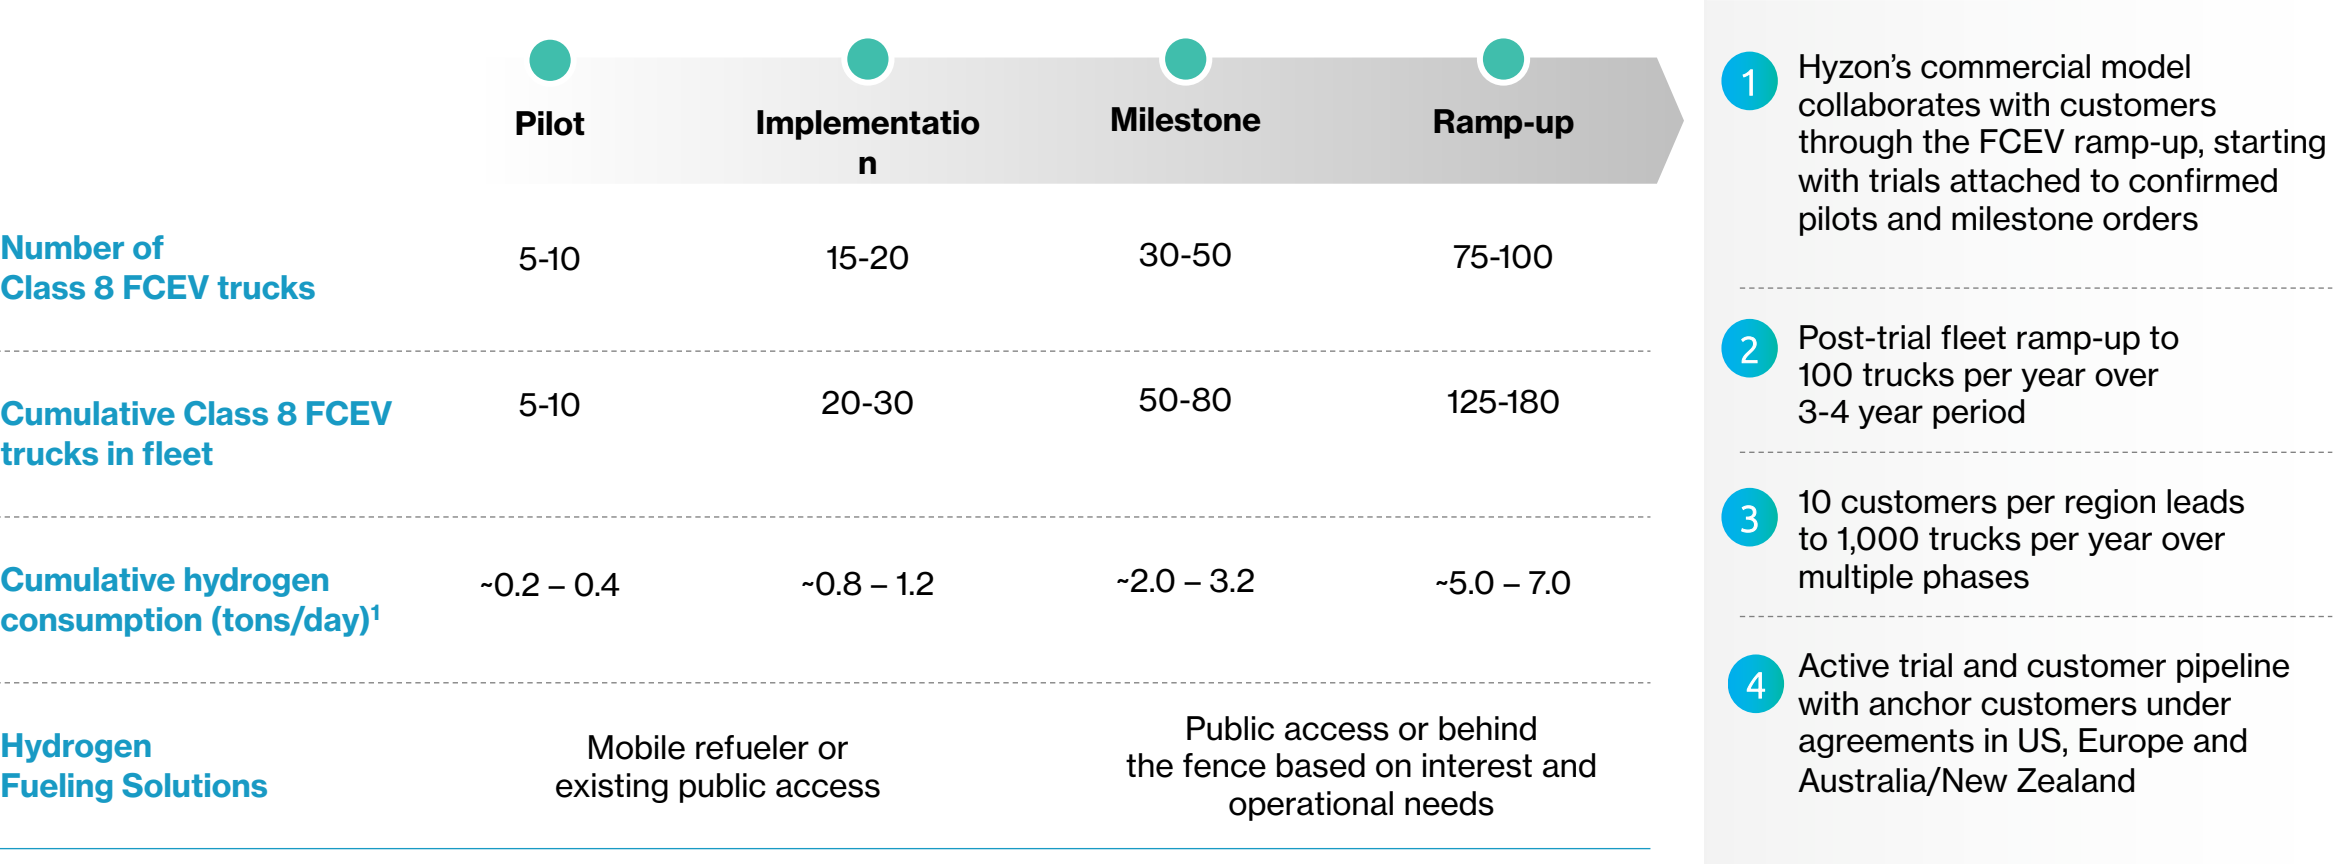 Pilot
Implementatio
n
Milestone
Ramp-up
Number of
Class 8 FCEV trucks
5-10
15-20
30-50
75-100
Cumulative Class 8 FCEV
trucks in fleet
5-10
20-30
50-80
125-180
Cumulative hydrogen
consumption (tons/day)¹
~0.2 – 0.4
~0.8 – 1.2
~2.0 – 3.2
~5.0 – 7.0
Hydrogen
Fueling Solutions
Mobile refueler or
existing public access
Public access or behind
the fence based on interest and
operational needs
1
Hyzon’s commercial model
collaborates with customers
through the FCEV ramp-up, starting
with trials attached to confirmed
pilots and milestone orders
2
Post-trial fleet ramp-up to
100 trucks per year over
3-4 year period
3
10 customers per region leads
to 1,000 trucks per year over
multiple phases
4
Active trial and customer pipeline
with anchor customers under
agreements in US, Europe and
Australia/New Zealand